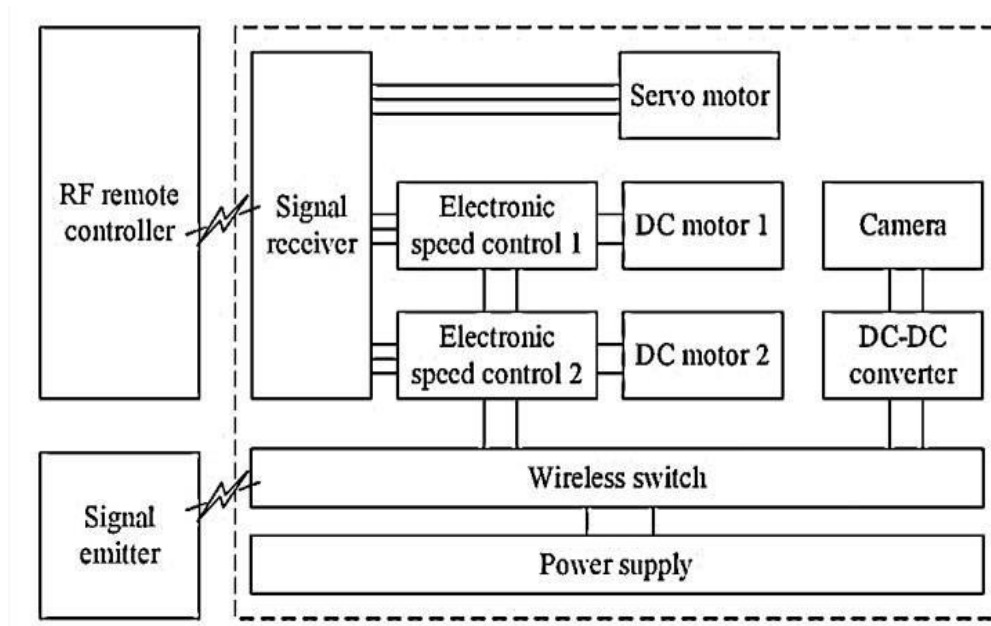 RF remote
controller
Signal
receiver
Servo motor
Electronic
speed control 1
DC motor 1
Camera
Electronic
speed control 2
DC motor 2
DC-DC
converter
Wireless switch
Signal
emitter
Power supply